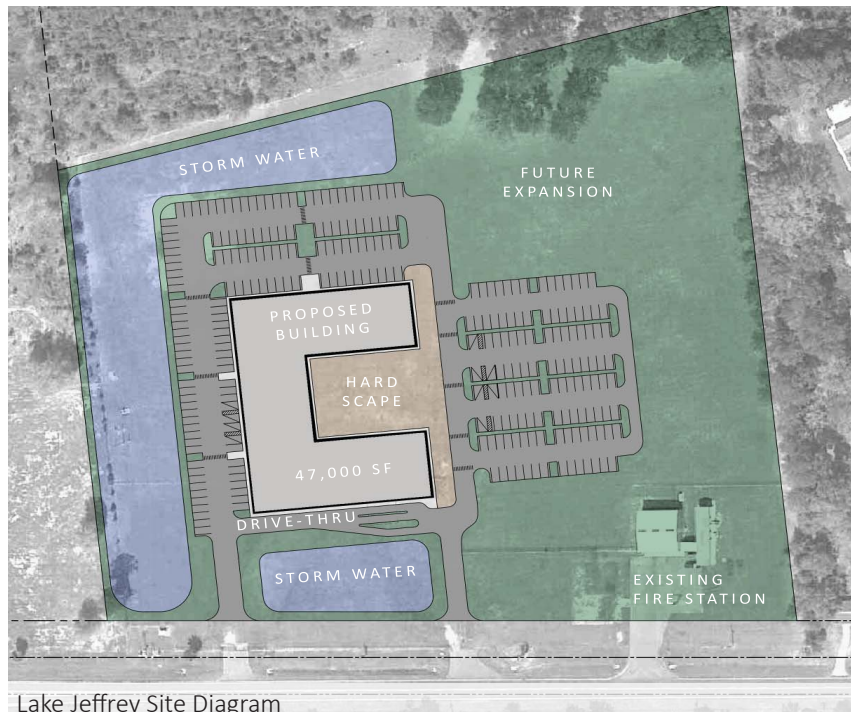 STORM WATER
FUTURE
EXPANSION
PROPOSED
BUILDING
HARD
SCAPE
47,000 SF
DRIVE-THRU
STORM WATER
EXISTING
FIRE STATION
Lake Jeffrey Site Diagram